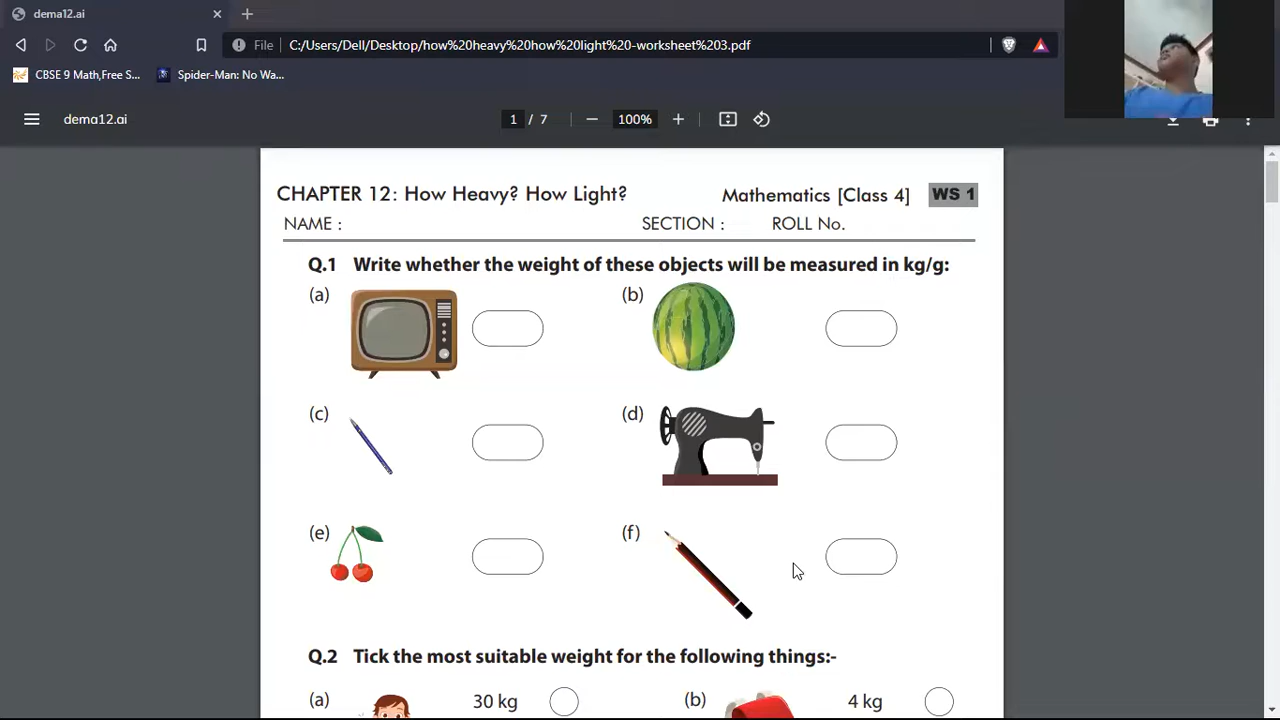 dema12.ai
File C:/Users/Dell/Desktop/how%20heavy%20how%20light%20-worksheet%203.pdf
CBSE 9 Math,Free S... Spider-Man: No Wa...
dema12.ai 1 / 7 100%
CHAPTER 12: How Heavy? How Light? Mathematics [Class 4] WS 1
NAME : SECTION : ROLL No.
Q.1 Write whether the weight of these objects will be measured in kg/g:
(a) (b)
(c) (d)
(e) (f)
Q.2 Tick the most suitable weight for the following things:-
(a) 30 kg (b) 4 kg